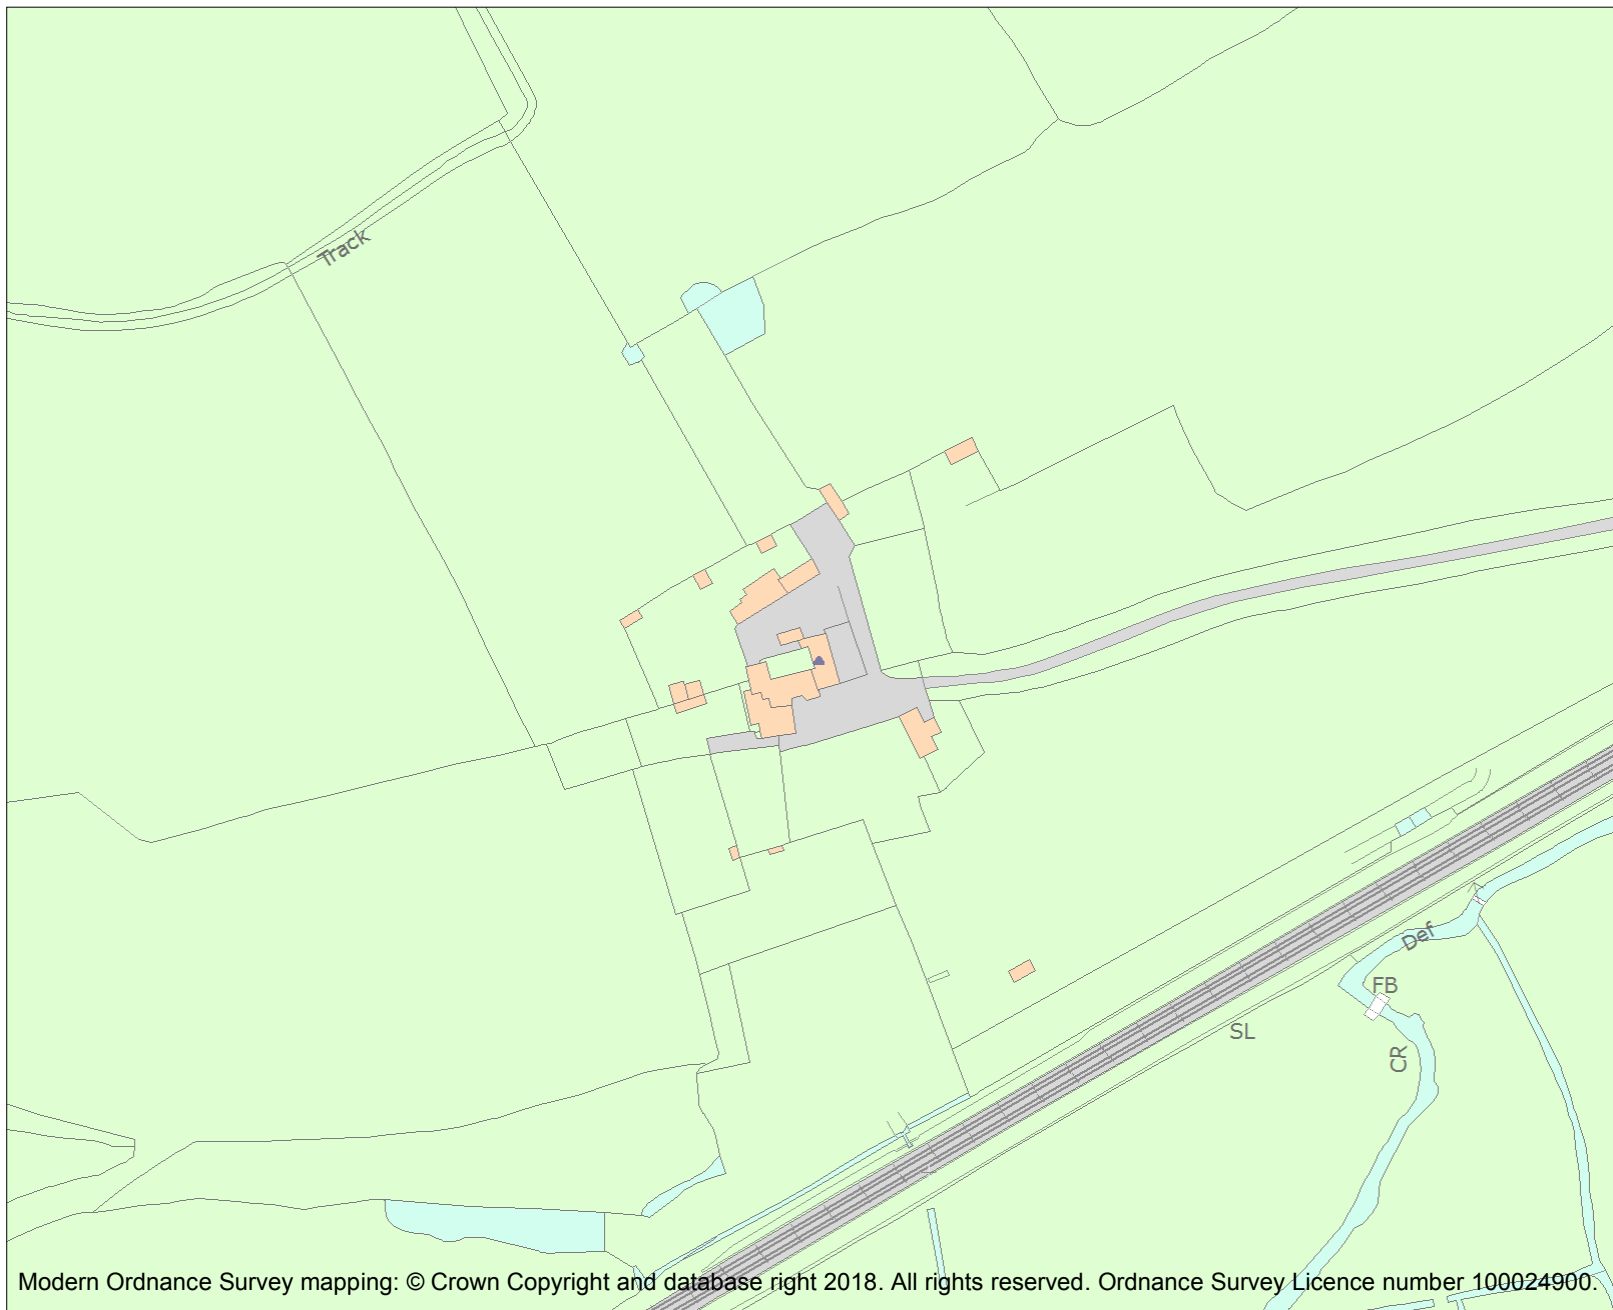 Track
Def
FB
SL
CR
Modern Ordnance Survey mapping: © Crown Copyright and database right 2018. All rights reserved. Ordnance Survey Licence number 100024900.